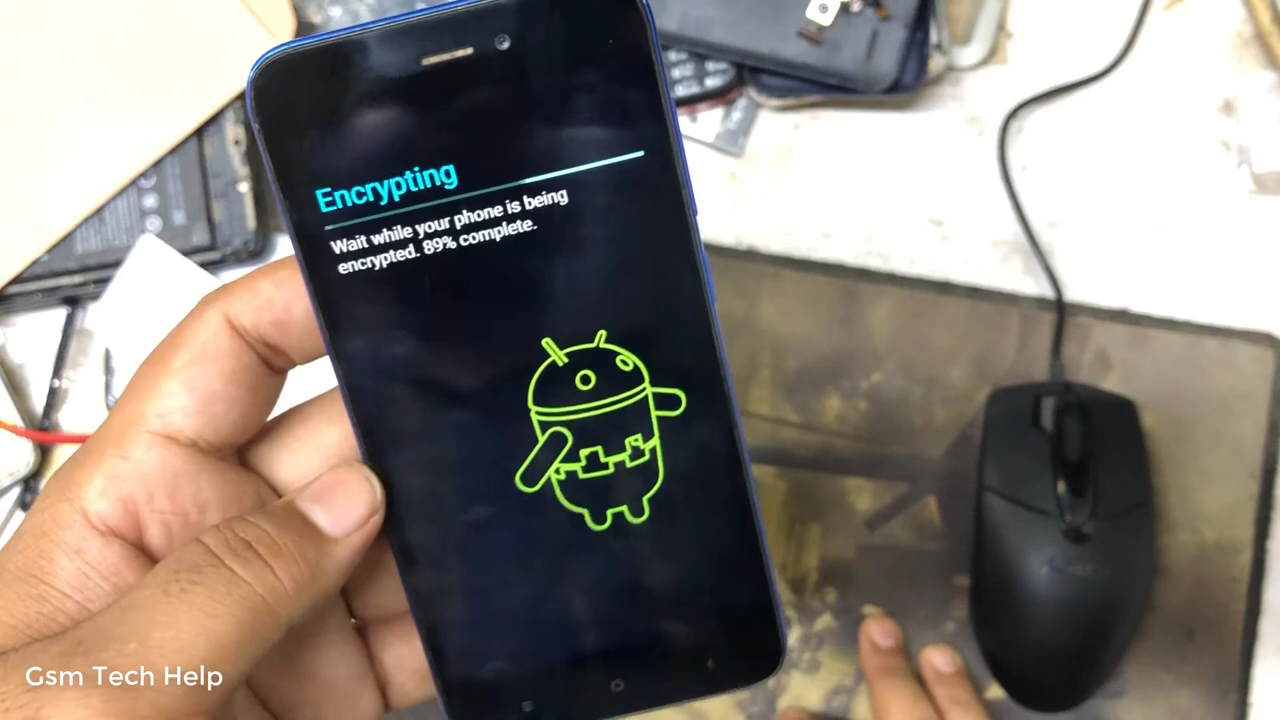 Encrypting
Wait while your phone is being
encrypted. 89% complete.
Gsm Tech Help